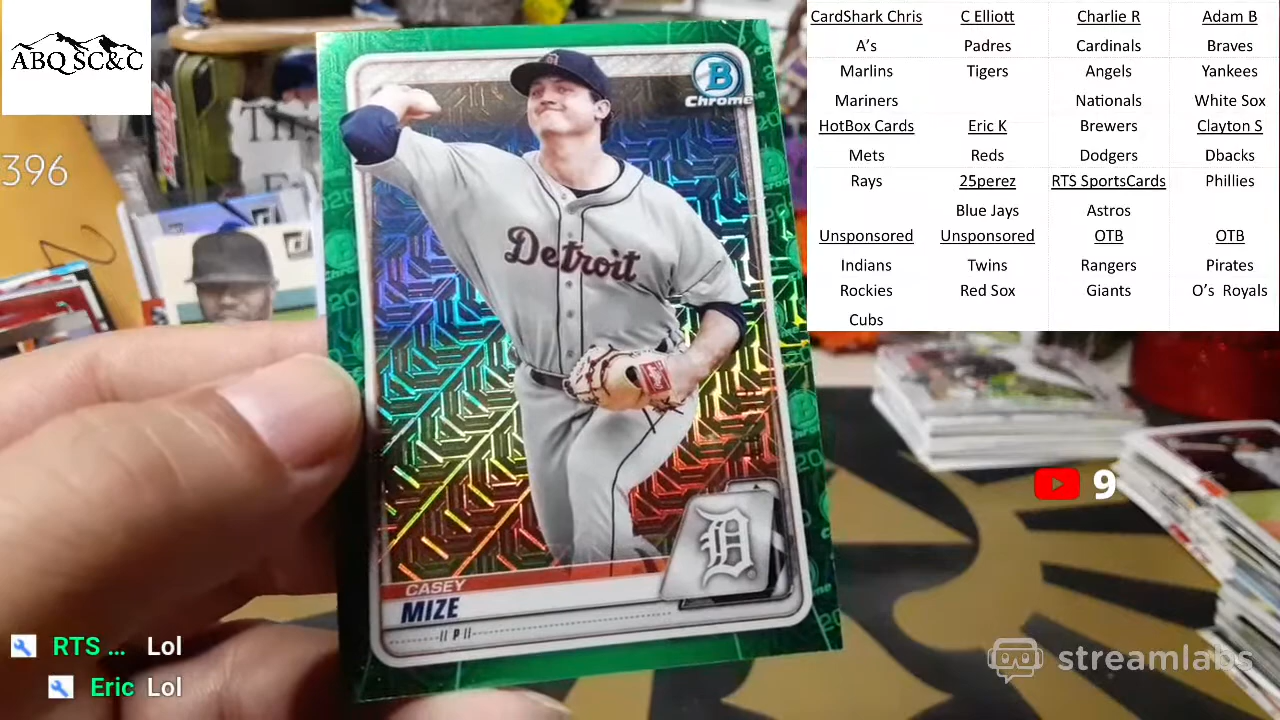 ABQ SC&C
396
B
Chrome
Detroit
D
CASEY
MIZE
P
CardShark Chris C Elliott Charlie R Adam B
A's Padres Cardinals Braves
Marlins Tigers Angels Yankees
Mariners Nationals White Sox
HotBox Cards Eric K Brewers Clayton S
Mets Reds Dodgers Dbacks
Rays 25perez RTS SportsCards Phillies
Blue Jays Astros
Unsponsored Unsponsored OTB OTB
Indians Twins Rangers Pirates
Rockies Red Sox Giants O's Royals
Cubs
9
RTS ... Lol
Eric Lol
streamlabs